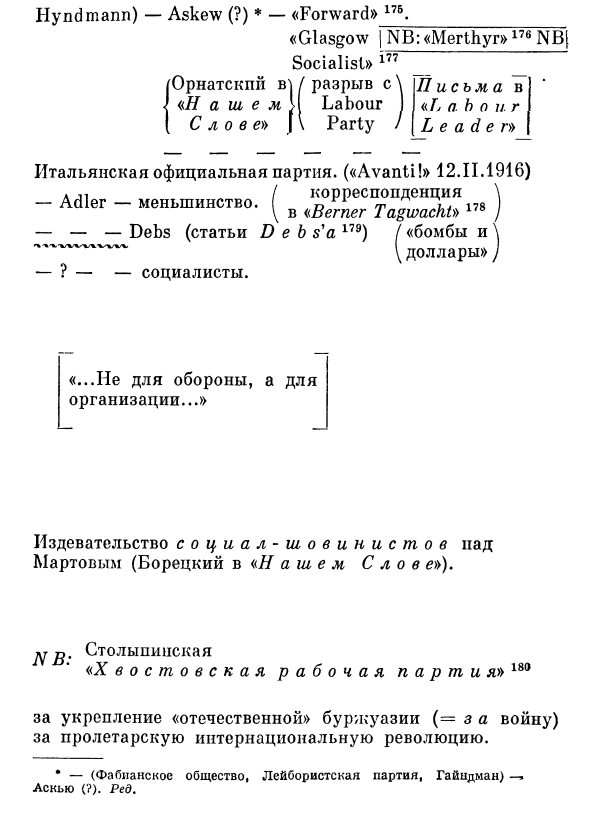 Hyndmann) — Askew (?) * — «Forward» 175.
«Glasgow | NB: «Merthyr» 176 NB|
Socialist» 177
Орнатский в «Нашем Слове» } ( разрыв с Labour Party ) | Письма в «Labour Leader» |
— — — — — —
Итальянская официальная партия. («Avanti!» 12.II.1916)
— Adler — меньшинство. ( корреспонденция в «Berner Tagwacht» 178 )
— — — Debs (статьи Debs'a 179) ( «бомбы и доллары» )
— ? — — социалисты.
«...Не для обороны, а для
организации...»
Издевательство социал-шовинистов над
Мартовым (Борецкий в «Нашем Слове»).
NB: Столыпинская
«Хвостовская рабочая партия» 180
за укрепление «отечественной» буржуазии (= за войну)
за пролетарскую интернациональную революцию.
* — (Фабианское общество, Лейбористская партия, Гайндман) —
Аскью (?). Ред.